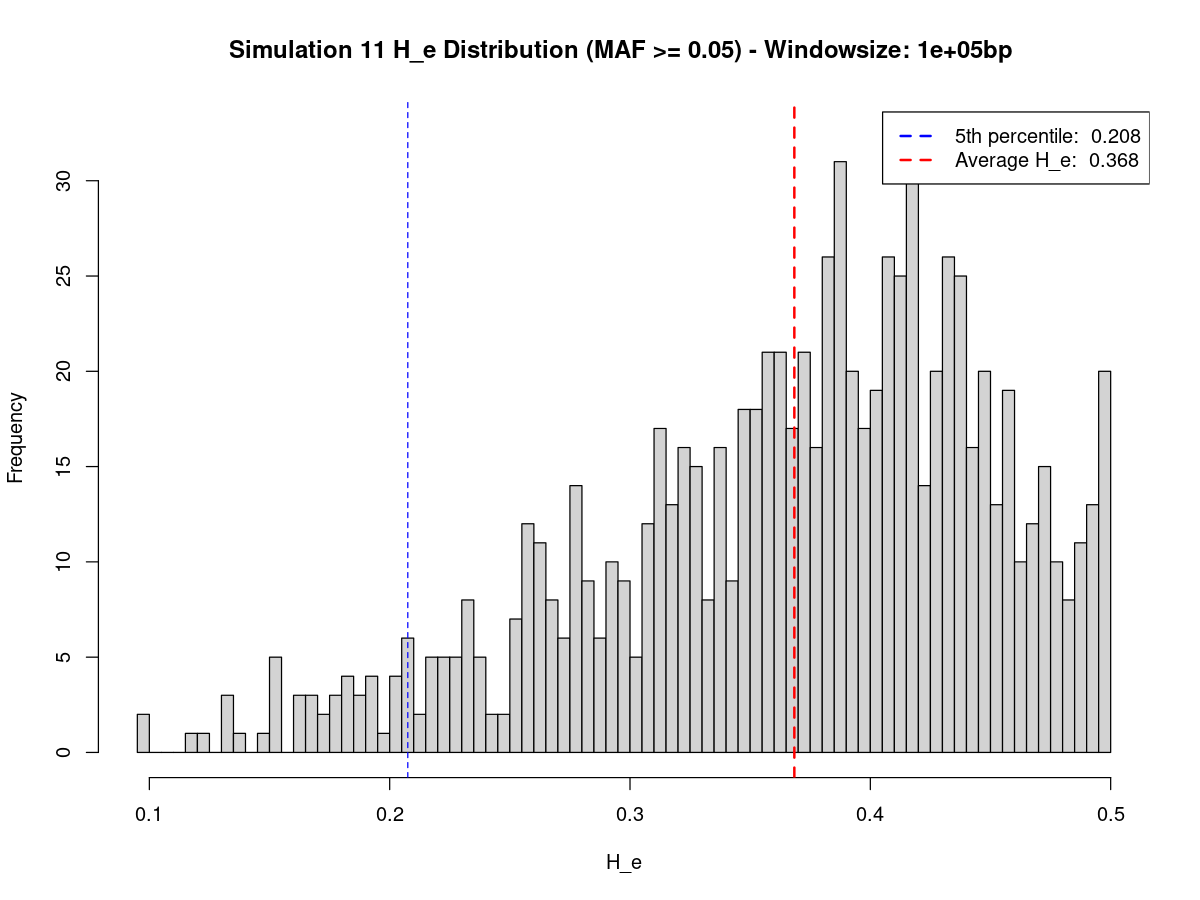 Simulation 11 H_e Distribution (MAF >= 0.05) - Windowsize: 1e+05bp
5th percentile:  0.208
Average H_e:  0.368
Frequency
30
25
20
15
10
5
0
0.1 0.2 0.3 0.4 0.5
H_e